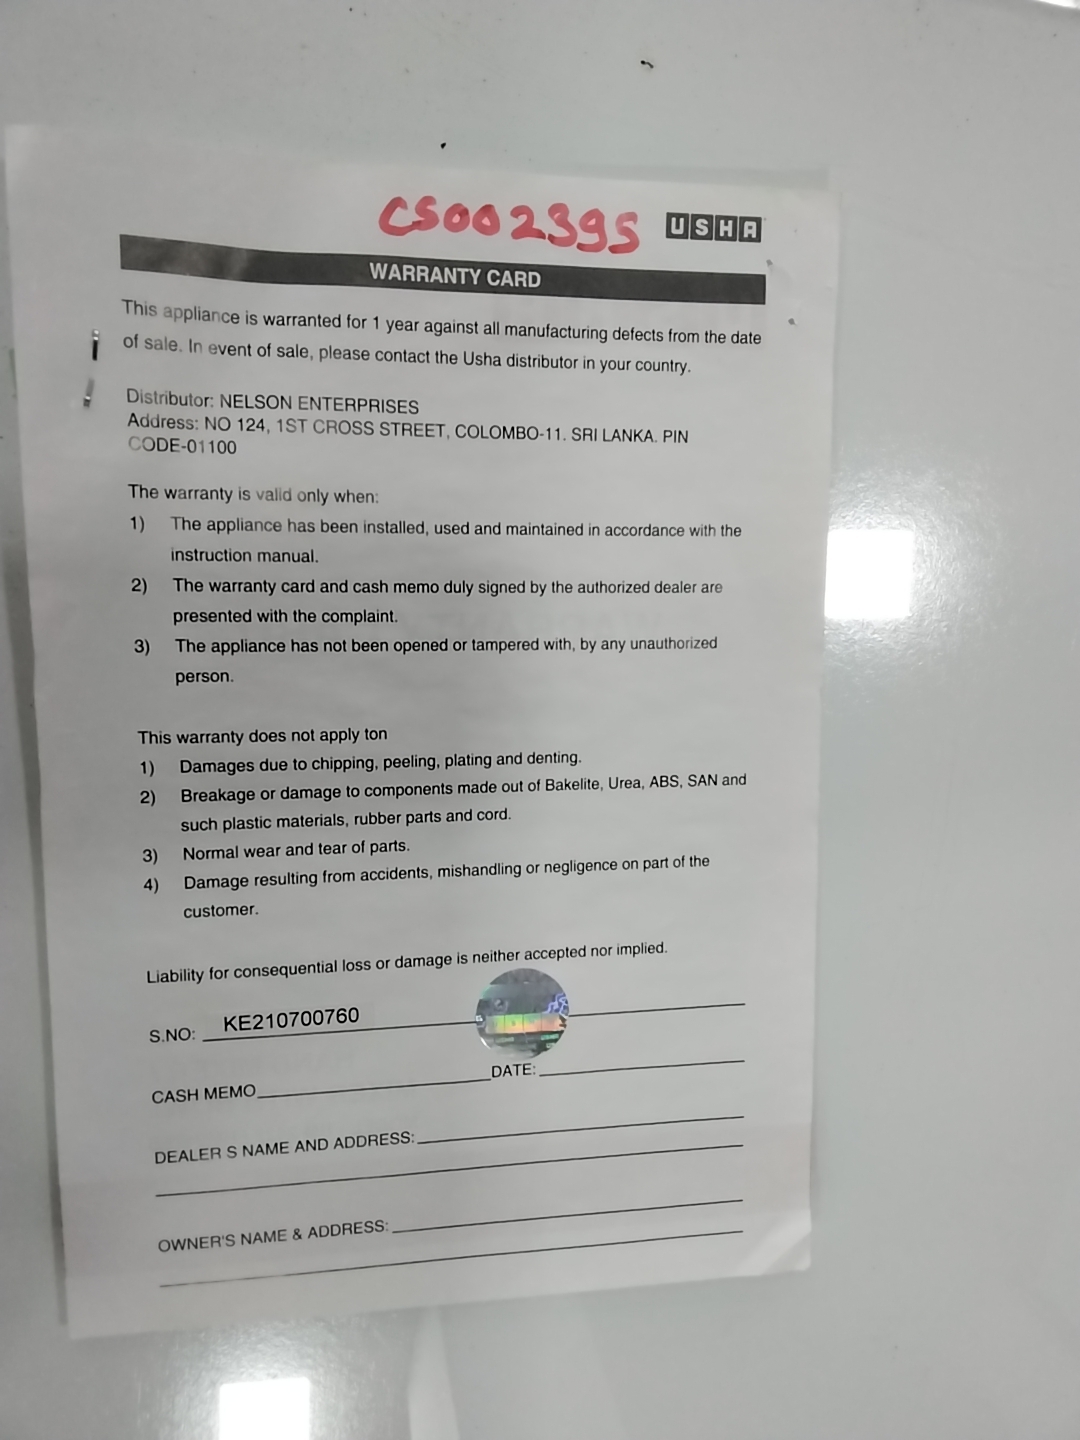 CS002395
USHA
WARRANTY CARD
This appliance is warranted for 1 year against all manufacturing defects from the date
of sale. In event of sale, please contact the Usha distributor in your country.
Distributor: NELSON ENTERPRISES
Address: NO 124, 1ST CROSS STREET, COLOMBO-11. SRI LANKA. PIN
CODE-01100
The warranty is valid only when:
1) The appliance has been installed, used and maintained in accordance with the
instruction manual.
2) The warranty card and cash memo duly signed by the authorized dealer are
presented with the complaint.
3) The appliance has not been opened or tampered with, by any unauthorized
person.
This warranty does not apply ton
1) Damages due to chipping, peeling, plating and denting.
2) Breakage or damage to components made out of Bakelite, Urea, ABS, SAN and
such plastic materials, rubber parts and cord.
3) Normal wear and tear of parts.
4) Damage resulting from accidents, mishandling or negligence on part of the
customer.
Liability for consequential loss or damage is neither accepted nor implied.
S.NO: KE210700760
CASH MEMO DATE:
DEALER S NAME AND ADDRESS:
OWNER'S NAME & ADDRESS: